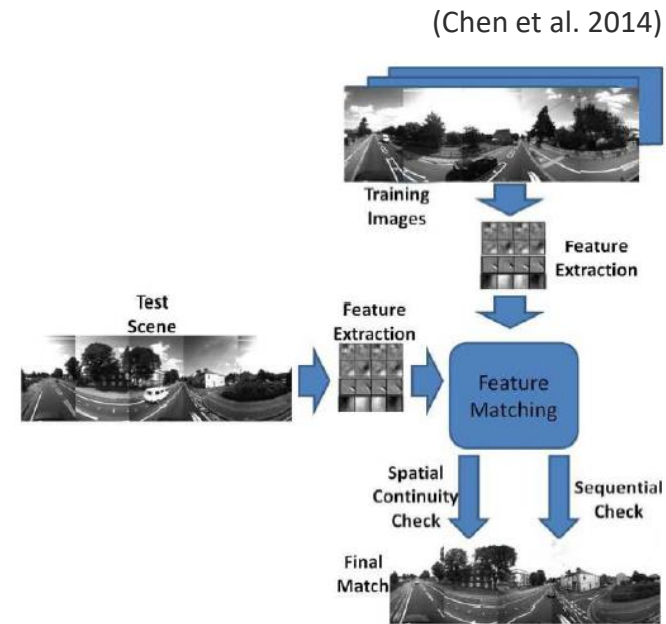 (Chen et al. 2014)
Training
Images
Feature
Extraction
Test
Scene
Feature
Extraction
Feature
Matching
Spatial
Continuity
Check
Sequential
Check
Final
Match